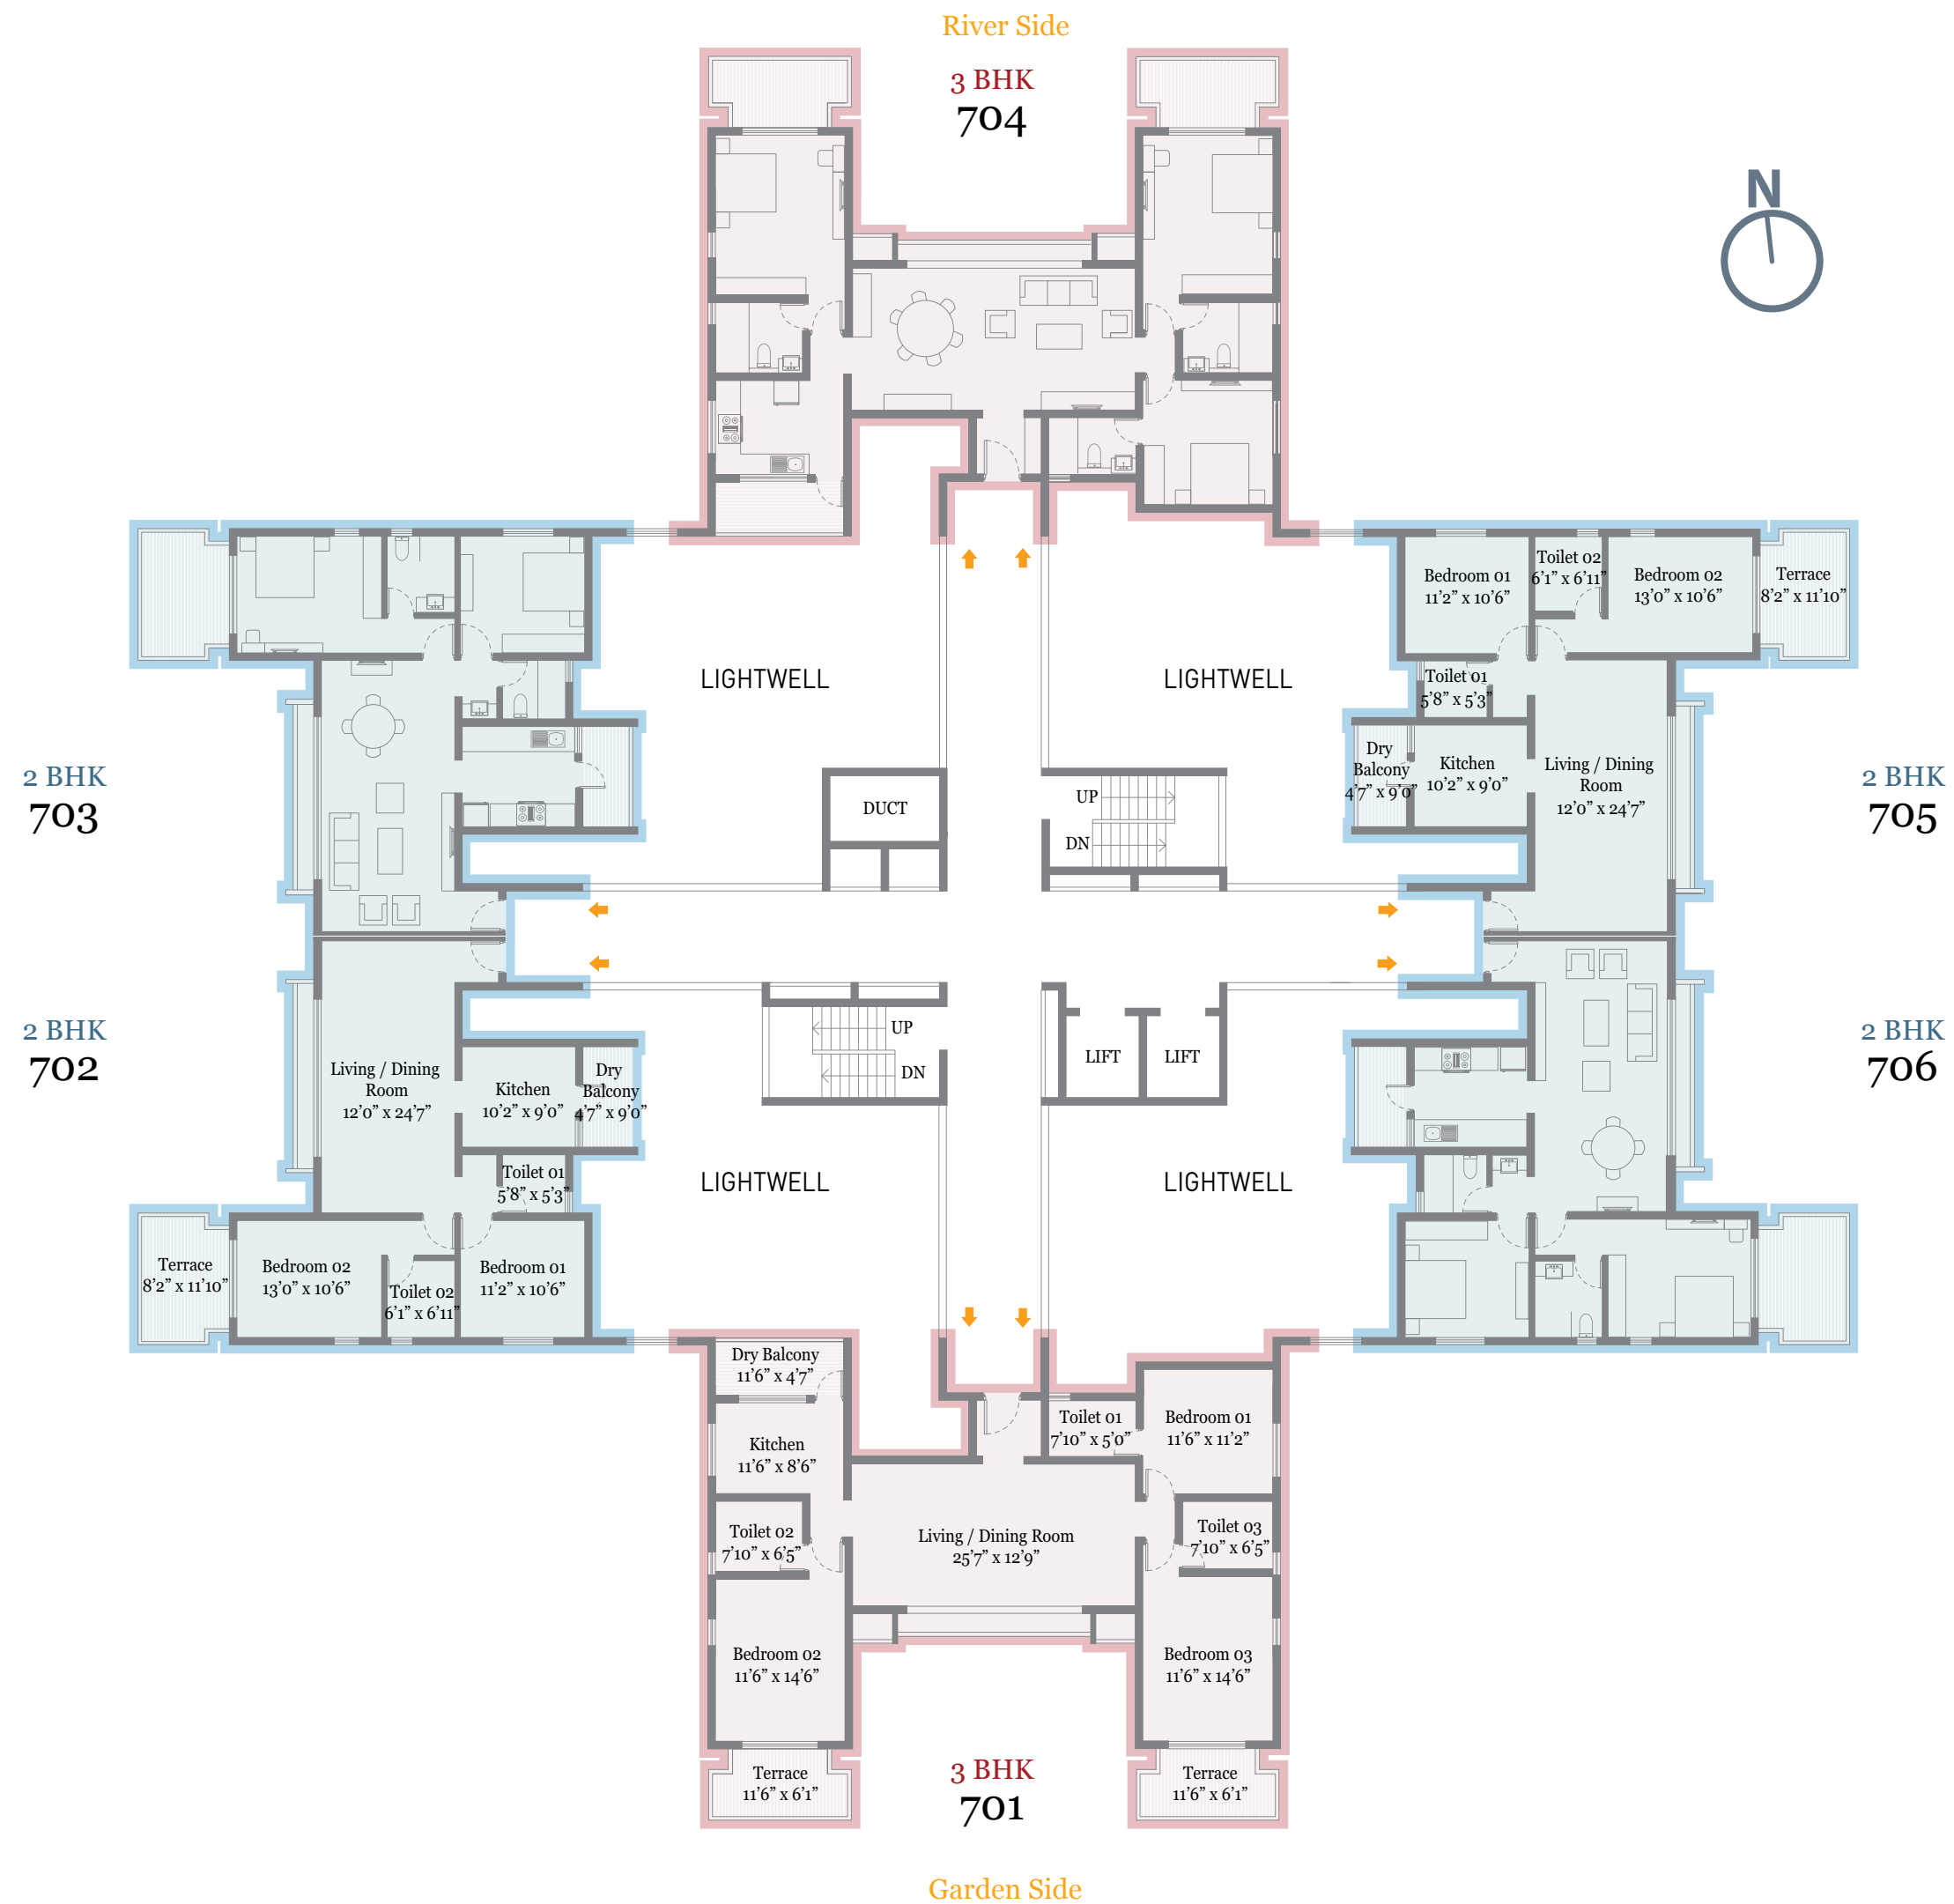 River Side
3 BHK
704
N
Bedroom 01
11'2" x 10'6"
Toilet 02
6'1" x 6'11"
Bedroom 02
13'0" x 10'6"
Terrace
8'2" x 11'10"
Toilet 01
5'8" x 5'3"
LIGHTWELL
LIGHTWELL
2 BHK
703
DUCT
UP
DN
Dry
Balcony
4'7" x 9'0"
Kitchen
10'2" x 9'0"
Living / Dining
Room
12'0" x 24'7"
2 BHK
705
2 BHK
702
Living / Dining
Room
12'0" x 24'7"
Kitchen
10'2" x 9'0"
Dry
Balcony
4'7" x 9'0"
UP
DN
LIFT
LIFT
2 BHK
706
Toilet 01
5'8" x 5'3"
LIGHTWELL
LIGHTWELL
Terrace
8'2" x 11'10"
Bedroom 02
13'0" x 10'6"
Toilet 02
6'1" x 6'11"
Bedroom 01
11'2" x 10'6"
Dry Balcony
11'6" x 4'7"
Kitchen
11'6" x 8'6"
Toilet 01
7'10" x 5'0"
Bedroom 01
11'6" x 11'2"
Toilet 02
7'10" x 6'5"
Living / Dining Room
25'7" x 12'9"
Toilet 03
7'10" x 6'5"
Bedroom 02
11'6" x 14'6"
Bedroom 03
11'6" x 14'6"
Terrace
11'6" x 6'1"
3 BHK
701
Terrace
11'6" x 6'1"
Garden Side